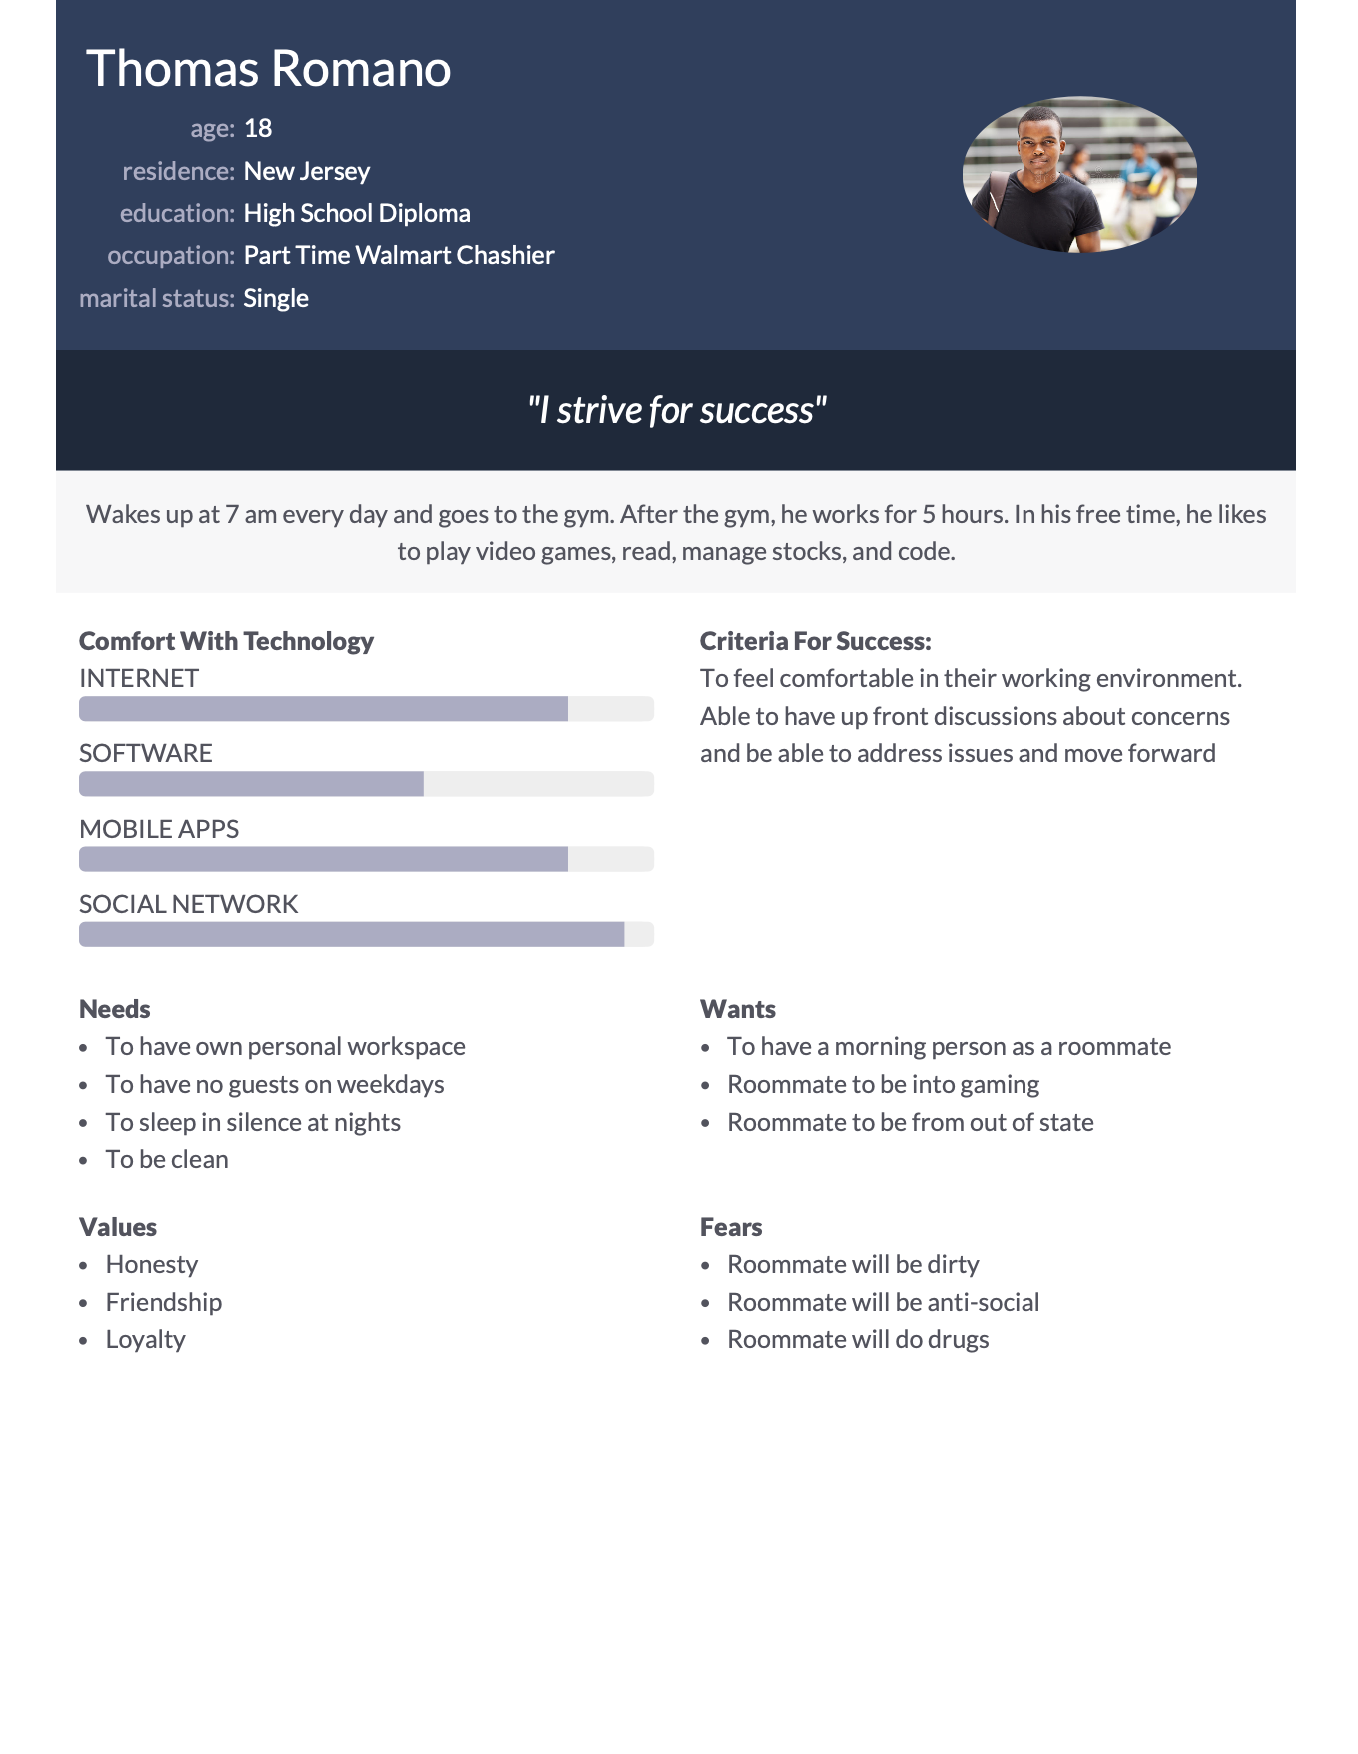 Thomas Romano
age: 18
residence: New Jersey
education: High School Diploma
occupation: Part Time Walmart Chashier
marital status: Single
"I strive for success"
Wakes up at 7 am every day and goes to the gym. After the gym, he works for 5 hours. In his free time, he likes
to play video games, read, manage stocks, and code.
Comfort With Technology
INTERNET
SOFTWARE
MOBILE APPS
SOCIAL NETWORK
Criteria For Success:
To feel comfortable in their working environment.
Able to have up front discussions about concerns
and be able to address issues and move forward
Needs
• To have own personal workspace
• To have no guests on weekdays
• To sleep in silence at nights
• To be clean
Wants
• To have a morning person as a roommate
• Roommate to be into gaming
• Roommate to be from out of state
Values
• Honesty
• Friendship
• Loyalty
Fears
• Roommate will be dirty
• Roommate will be anti-social
• Roommate will do drugs